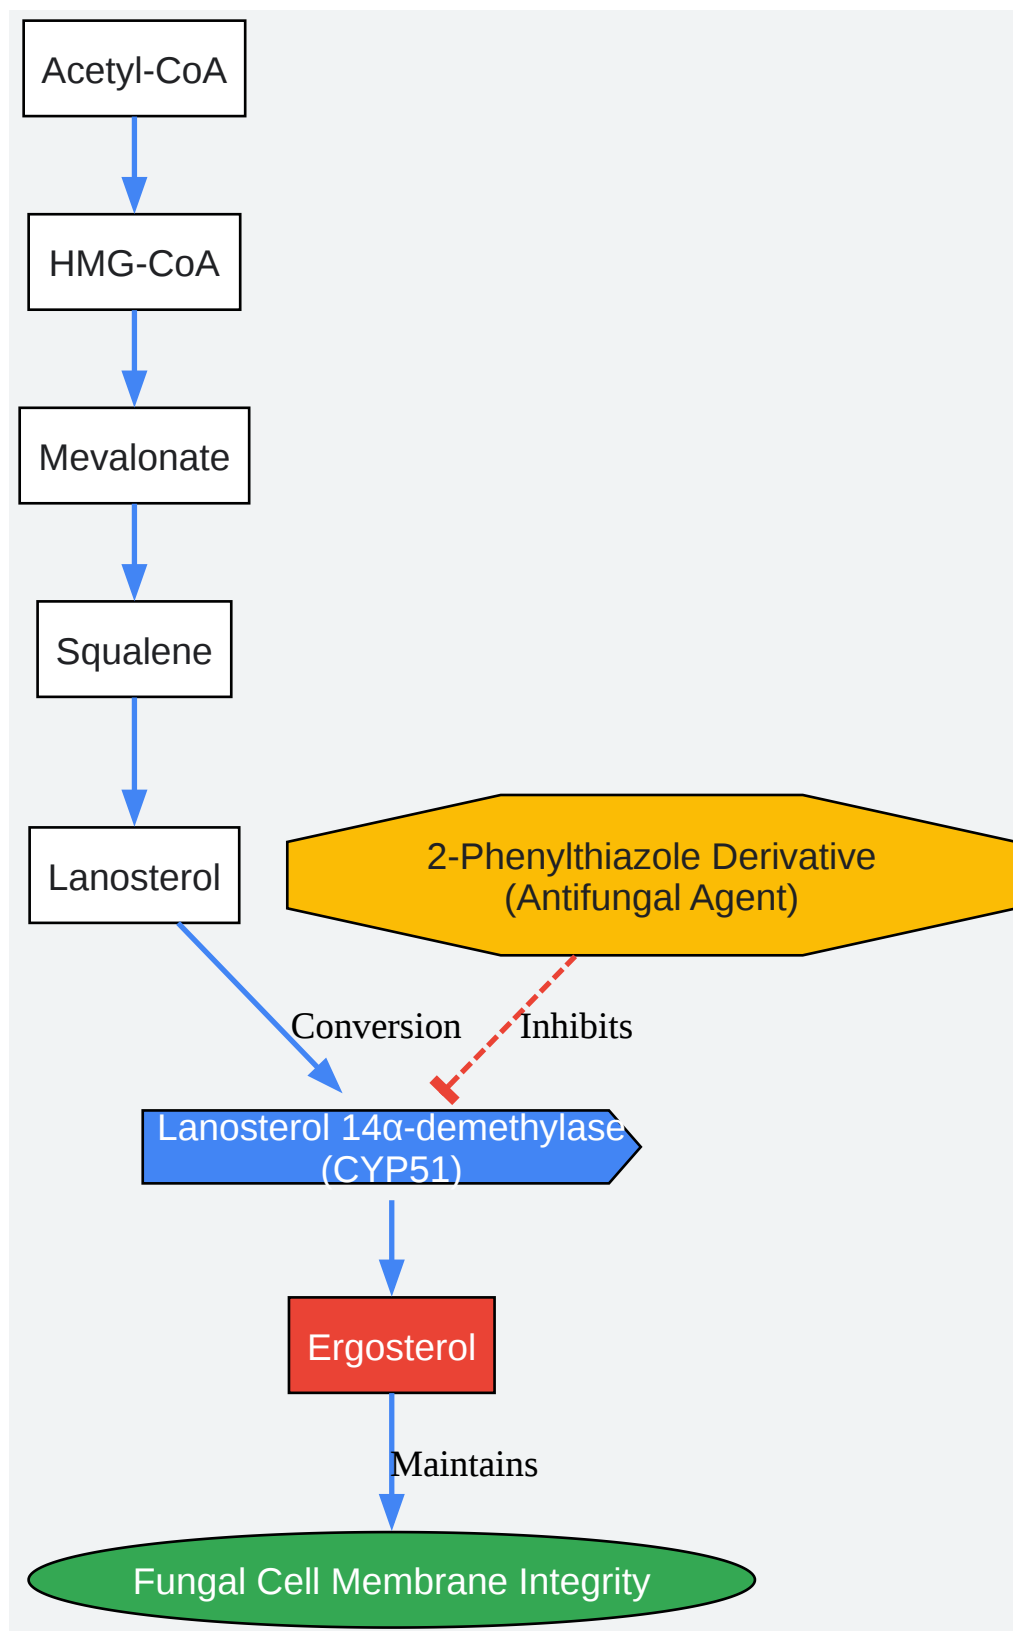 Acetyl-CoA
HMG-CoA
Mevalonate
Squalene
Lanosterol
2-Phenylthiazole Derivative
(Antifungal Agent)
Conversion
Inhibits
Lanosterol 14α-demethylase
(CYP51)
Ergosterol
Maintains
Fungal Cell Membrane Integrity